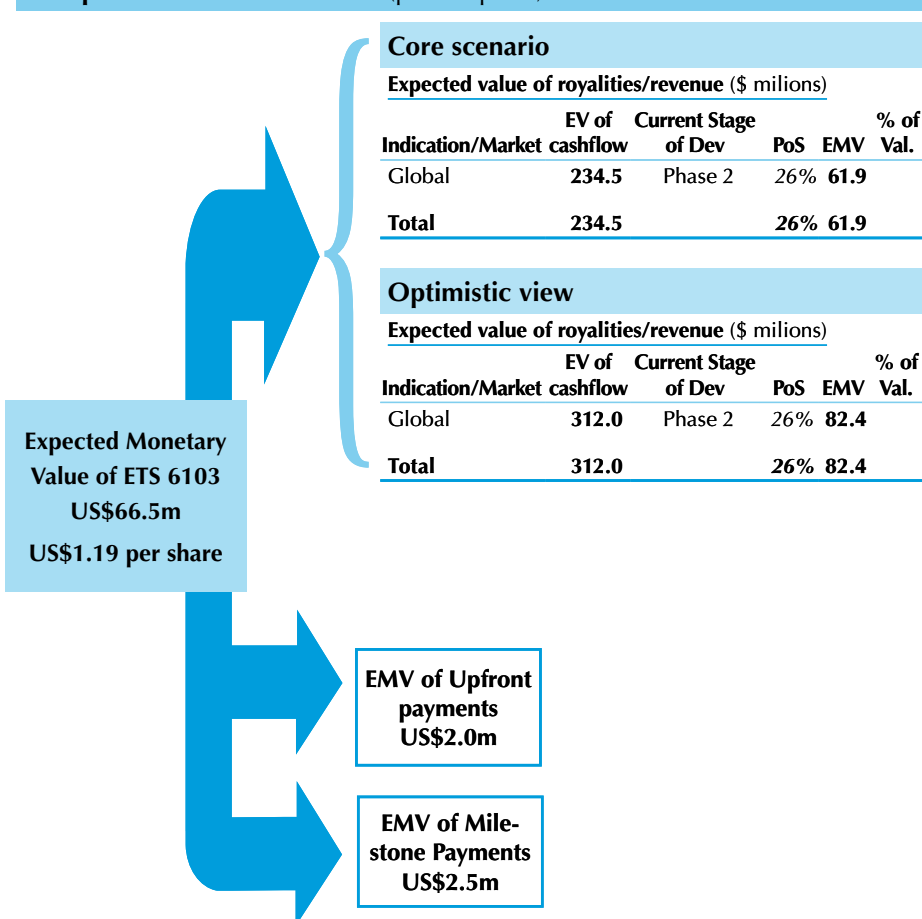 Core scenario
Expected value of royalities/revenue ($ milions)
EV of Current Stage % of
Indication/Market cashflow of Dev PoS EMV Val.
Global 234.5 Phase 2 26% 61.9
Total 234.5 26% 61.9
Optimistic view
Expected value of royalities/revenue ($ milions)
EV of Current Stage % of
Indication/Market cashflow of Dev PoS EMV Val.
Global 312.0 Phase 2 26% 82.4
Total 312.0 26% 82.4
Expected Monetary
Value of ETS 6103
US$66.5m
US$1.19 per share
EMV of Upfront
payments
US$2.0m
EMV of Mile-
stone Payments
US$2.5m